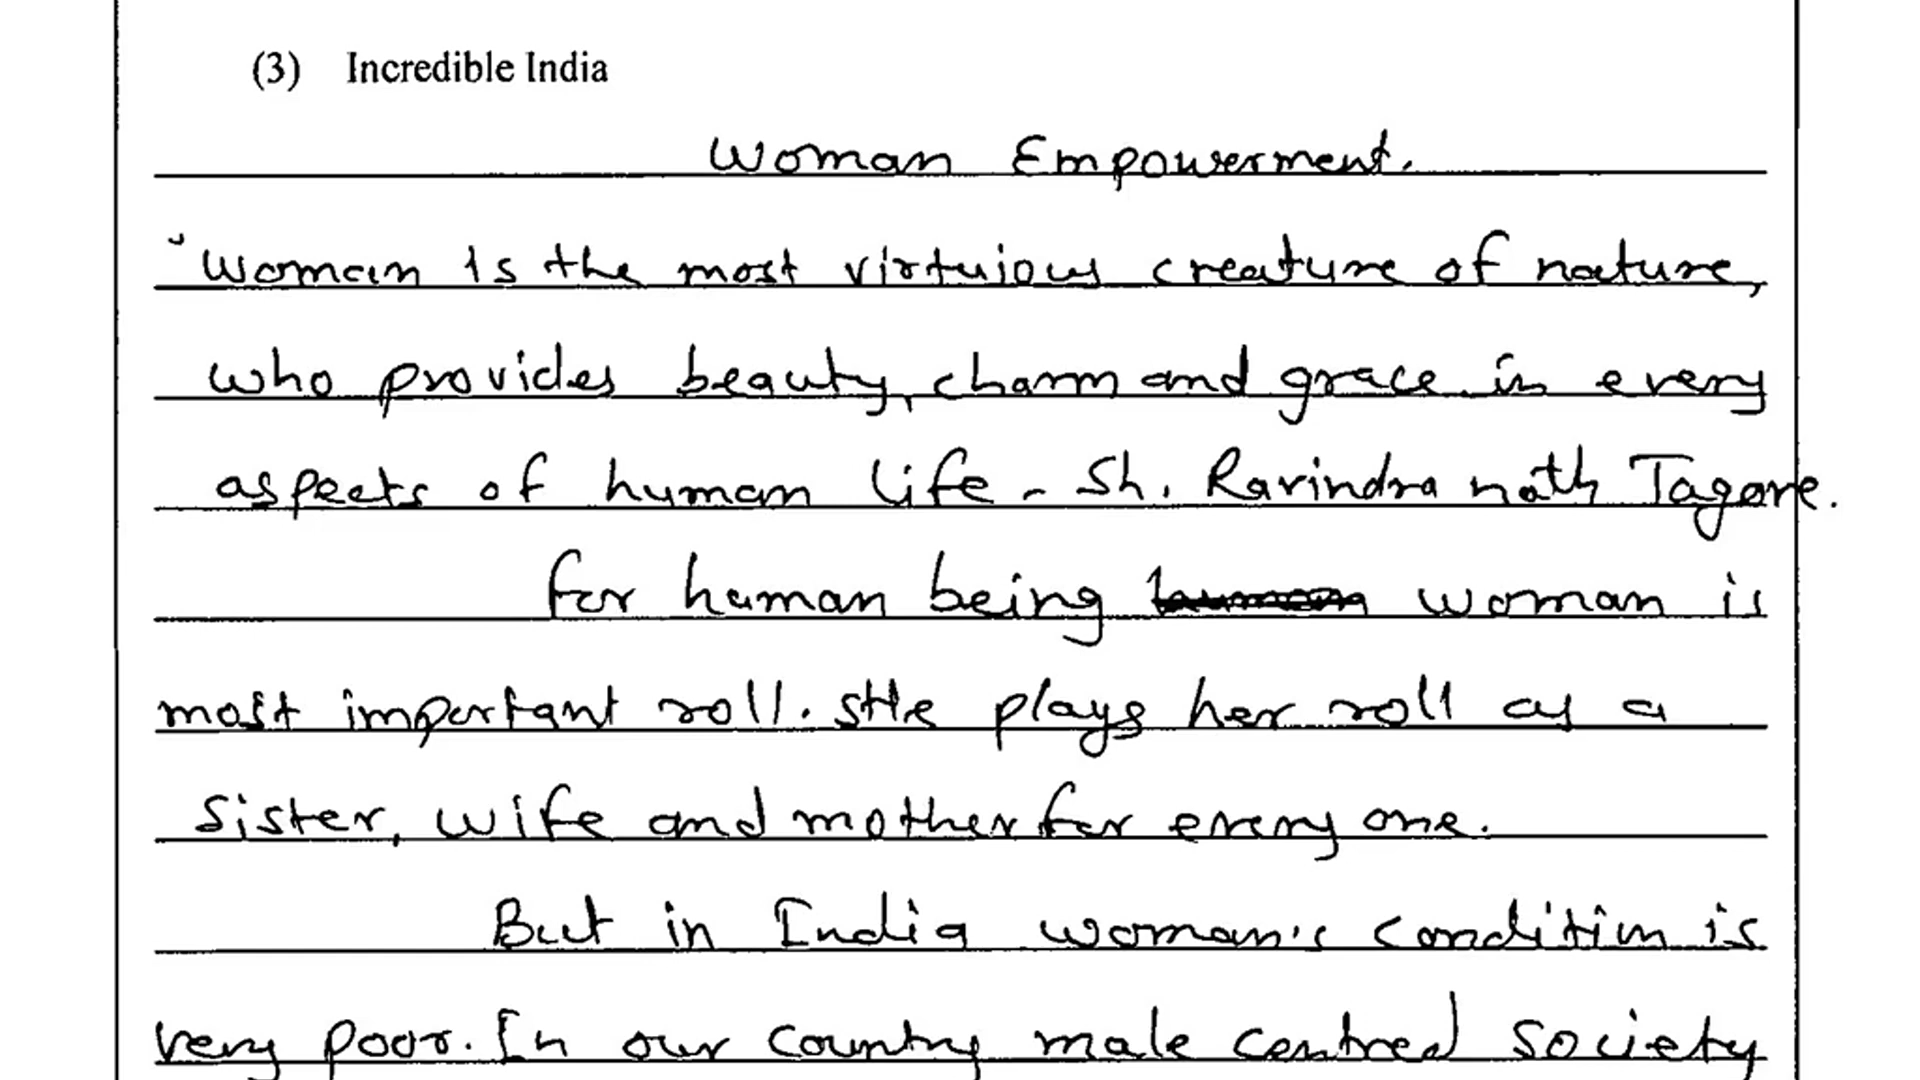 (3) Incredible India
Woman Empowerment.
"Woman is the most virtuious creature of nature,
who provides beauty, charm and grace in every
aspects of human life - Sh. Ravindra nath Tagore.
for human being woman is
most important roll. sHe plays her roll as a
Sister, wife and mother for every one.
But in India woman's condition is
very poor. In our country male centred society